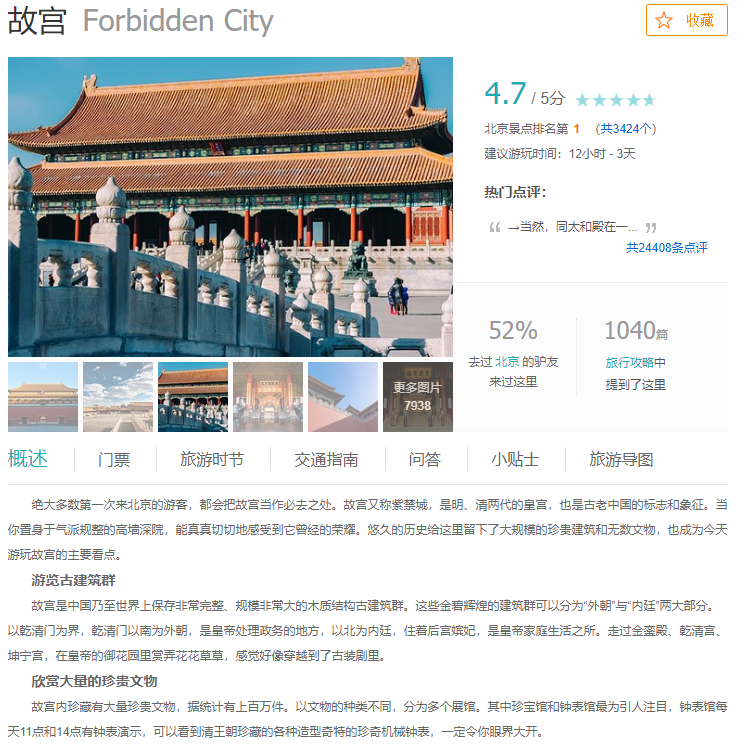 故宫 Forbidden City
收藏
4.7 / 5分
北京景点排名第 1 (共3424个)
建议游玩时间：12小时 - 3天
热门点评：
“ →当然，同太和殿在一... ”
共24408条点评
52%
去过 北京 的驴友
来过这里
1040篇
旅行攻略中
提到了这里
更多图片
7938
概述 门票 旅游时节 交通指南 问答 小贴士 旅游导图
绝大多数第一次来北京的游客，都会把故宫当作必去之处。故宫又称紫禁城，是明、清两代的皇宫，也是古老中国的标志和象征。当
你置身于气派规整的高墙深院，能真真切切地感受到它曾经的荣耀。悠久的历史给这里留下了大规模的珍贵建筑和无数文物，也成为今天
游玩故宫的主要看点。
游览古建筑群
故宫是中国乃至世界上保存非常完整、规模非常大的木质结构古建筑群。这些金碧辉煌的建筑群可以分为“外朝”与“内廷”两大部分。
以乾清门为界，乾清门以南为外朝，是皇帝处理政务的地方，以北为内廷，住着后宫嫔妃，是皇帝家庭生活之所。走过金銮殿、乾清宫、
坤宁宫，在皇帝的御花园里赏弄花花草草，感觉好像穿越到了古装剧里。
欣赏大量的珍贵文物
故宫内珍藏有大量珍贵文物，据统计有上百万件。以文物的种类不同，分为多个展馆。其中珍宝馆和钟表馆最为引人注目，钟表馆每
天11点和14点有钟表演示，可以看到清王朝珍藏的各种造型奇特的珍奇机械钟表，一定令你眼界大开。